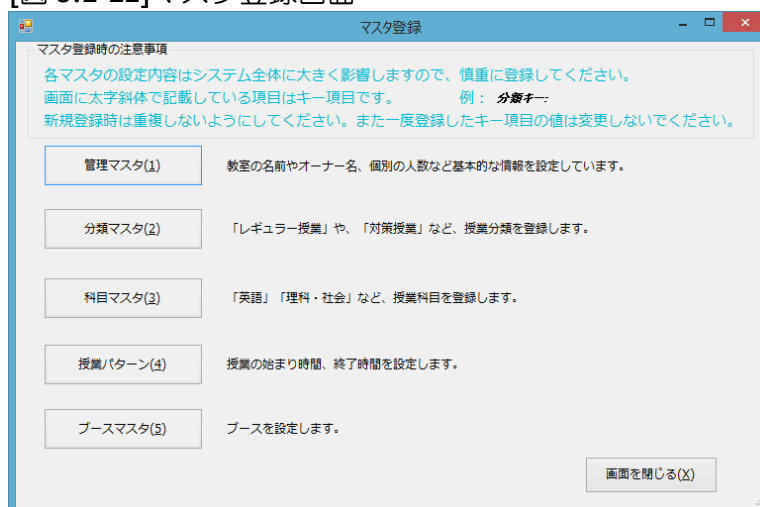 [図 3.2-22]マスタ登録画面
マスタ登録
マスタ登録時の注意事項
各マスタの設定内容はシステム全体に大きく影響しますので、慎重に登録してください。
画面に太字斜体で記載している項目はキー項目です。 例： 分類キー:
新規登録時は重複しないようにしてください。また一度登録したキー項目の値は変更しないでください。
管理マスタ(1) 教室の名前やオーナー名、個別の人数など基本的な情報を設定しています。
分類マスタ(2) 「レギュラー授業」や、「対策授業」など、授業分類を登録します。
科目マスタ(3) 「英語」「理科・社会」など、授業科目を登録します。
授業パターン(4) 授業の始まり時間、終了時間を設定します。
ブースマスタ(5) ブースを設定します。
画面を閉じる(X)